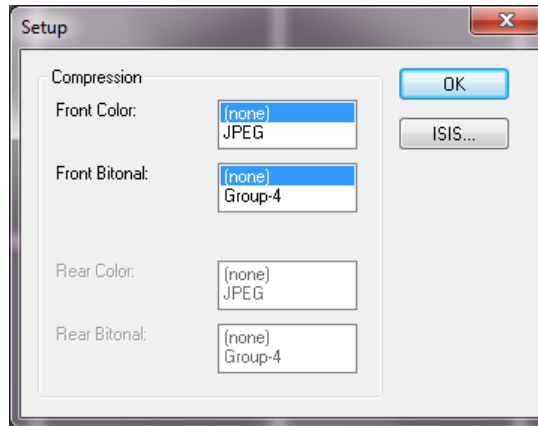 Setup
Compression
OK
Front Color:
(none)
JPEG
ISIS...
Front Bitonal:
(none)
Group-4
Rear Color:
(none)
JPEG
Rear Bitonal:
(none)
Group-4